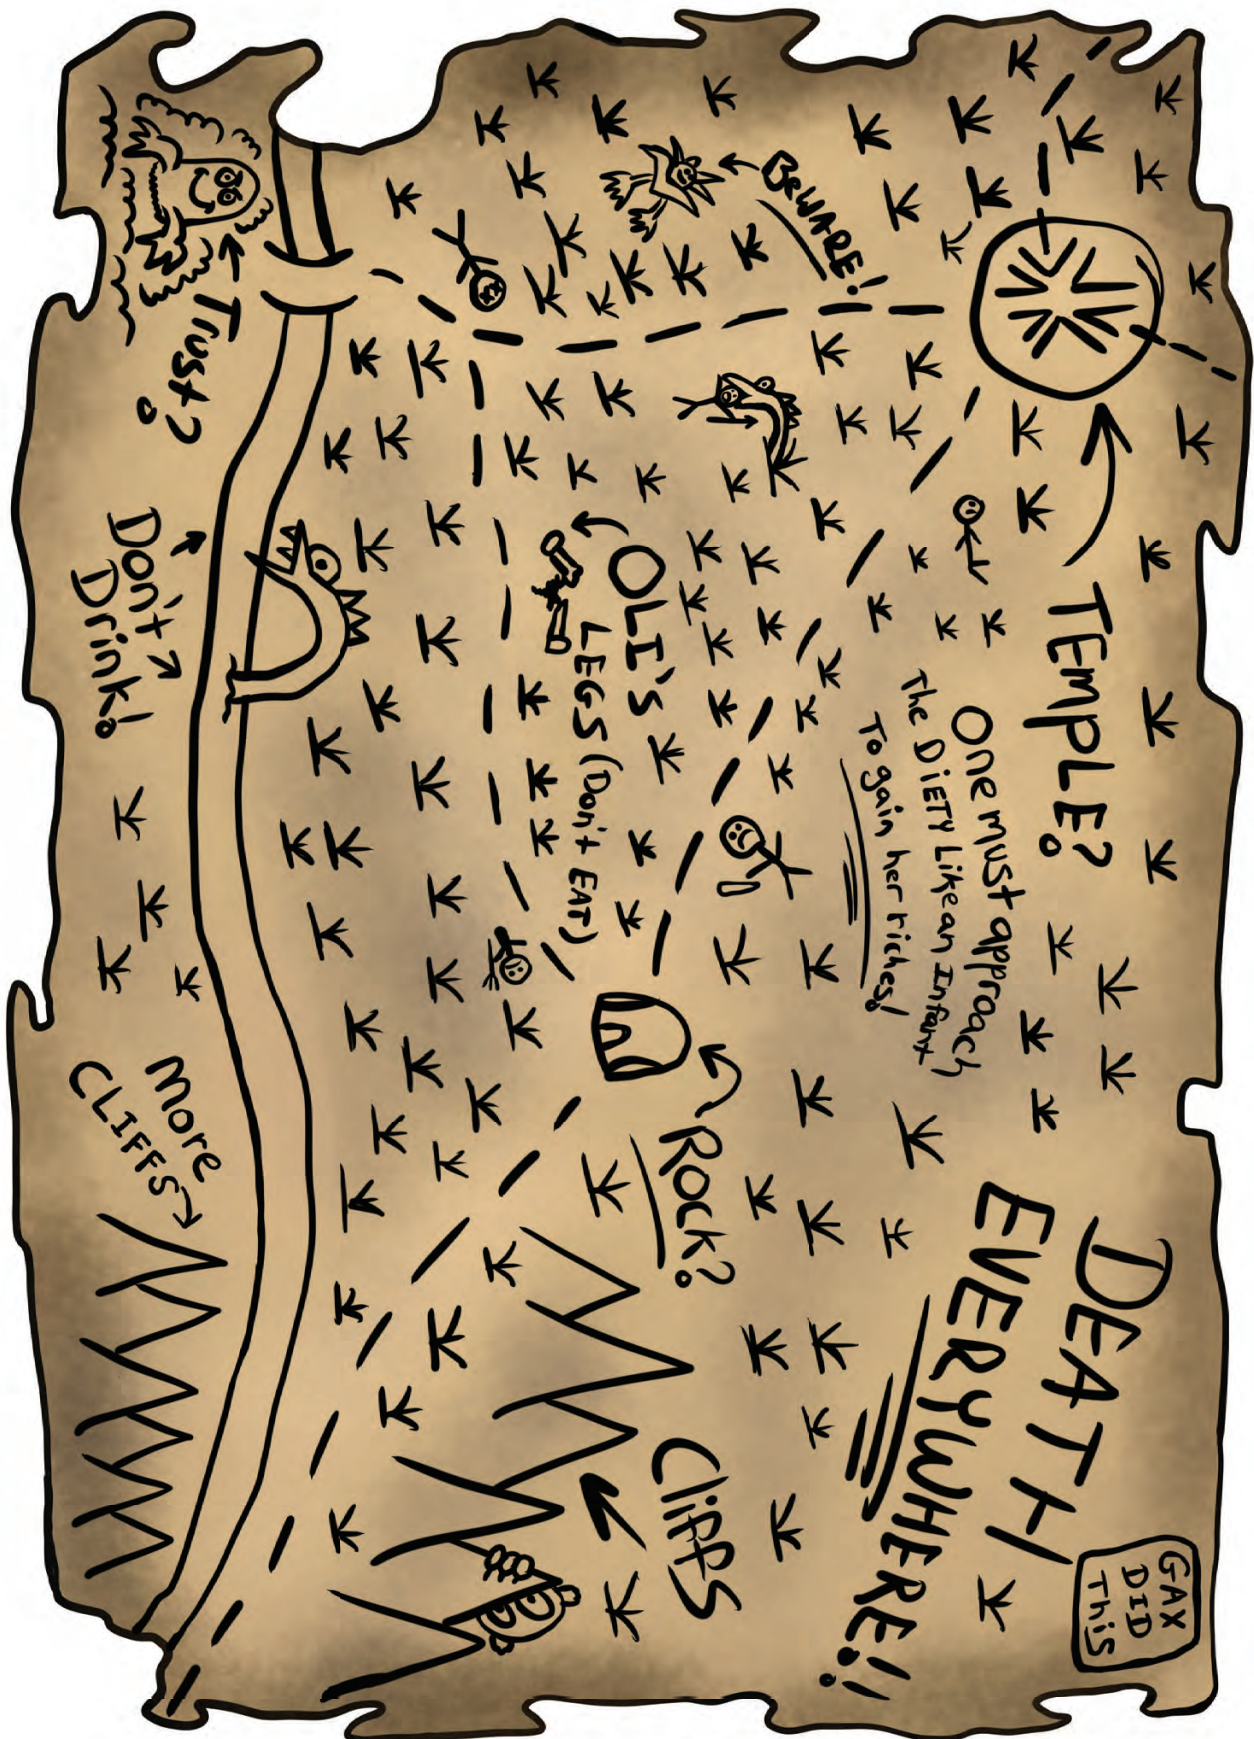 TEMPLE?
DEATH
EVERYWHERE!!
GAX
DID
ThiS
One must approach
The DiETY Like an Infant
To gain her riches!
BeWARE!
OLI'S
LEGS (Don't EAT)
Rock?
CliFFS
Trust?
Don't
Drink!
More
CLIFFS